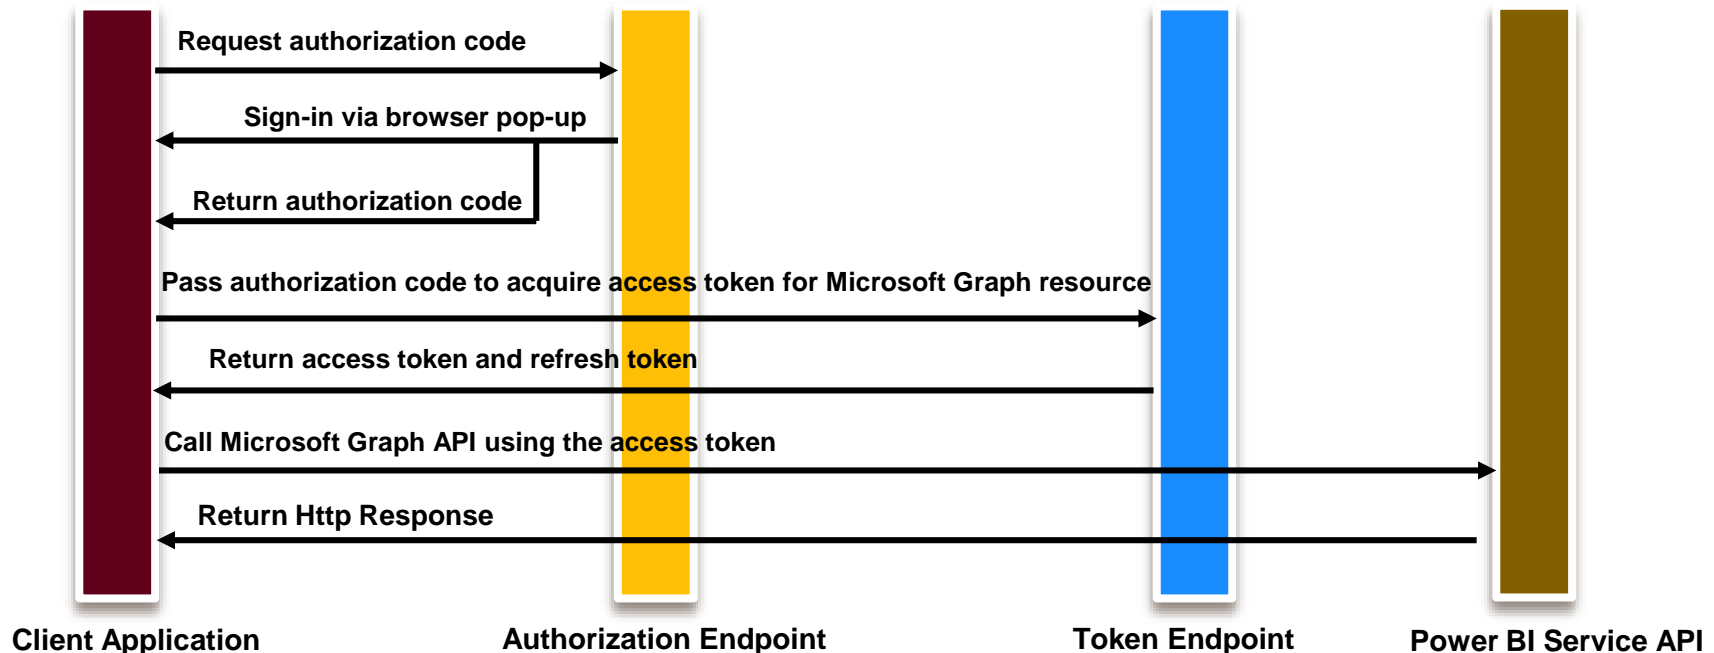 Request authorization code
Sign-in via browser pop-up
Return authorization code
Pass authorization code to acquire access token for Microsoft Graph resource
Return access token and refresh token
Call Microsoft Graph API using the access token
Return Http Response
Client Application
Authorization Endpoint
Token Endpoint
Power BI Service API